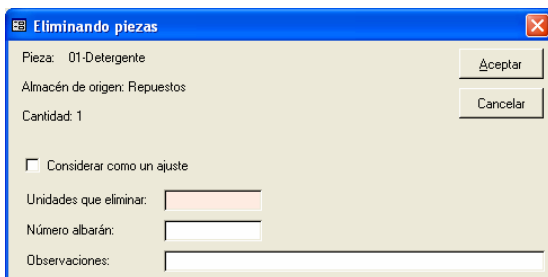 Eliminando piezas
Pieza: 01-Detergente
Aceptar
Almacén de origen: Repuestos
Cancelar
Cantidad: 1
Considerar como un ajuste
Unidades que eliminar:
Número albarán:
Observaciones: